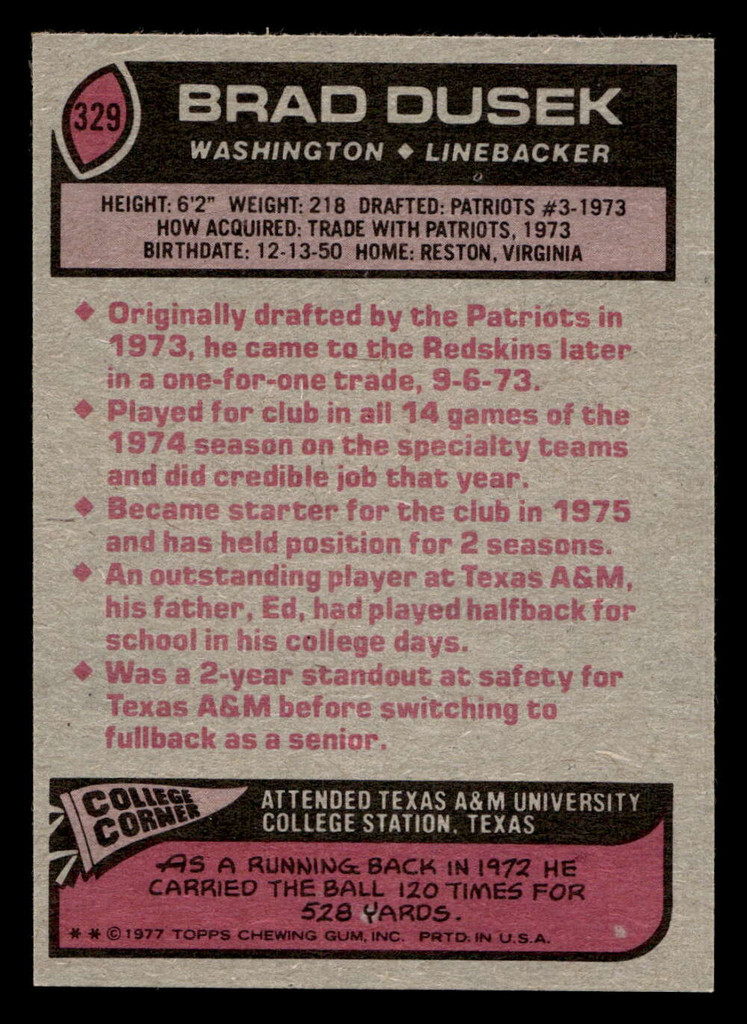 329
BRAD DUSEK
WASHINGTON ◆ LINEBACKER
HEIGHT: 6'2" WEIGHT: 218 DRAFTED: PATRIOTS #3-1973
HOW ACQUIRED: TRADE WITH PATRIOTS, 1973
BIRTHDATE: 12-13-50 HOME: RESTON, VIRGINIA
◆ Originally drafted by the Patriots in
1973, he came to the Redskins later
in a one-for-one trade, 9-6-73.
◆ Played for club in all 14 games of the
1974 season on the specialty teams
and did credible job that year.
◆ Became starter for the club in 1975
and has held position for 2 seasons.
◆ An outstanding player at Texas A&M,
his father, Ed, had played halfback for
school in his college days.
◆ Was a 2-year standout at safety for
Texas A&M before switching to
fullback as a senior.
COLLEGE
CORNER
ATTENDED TEXAS A&M UNIVERSITY
COLLEGE STATION, TEXAS
AS A RUNNING BACK IN 1972 HE
CARRIED THE BALL 120 TIMES FOR
528 YARDS.
* * © 1977 TOPPS CHEWING GUM, INC. PRTD. IN U.S.A.